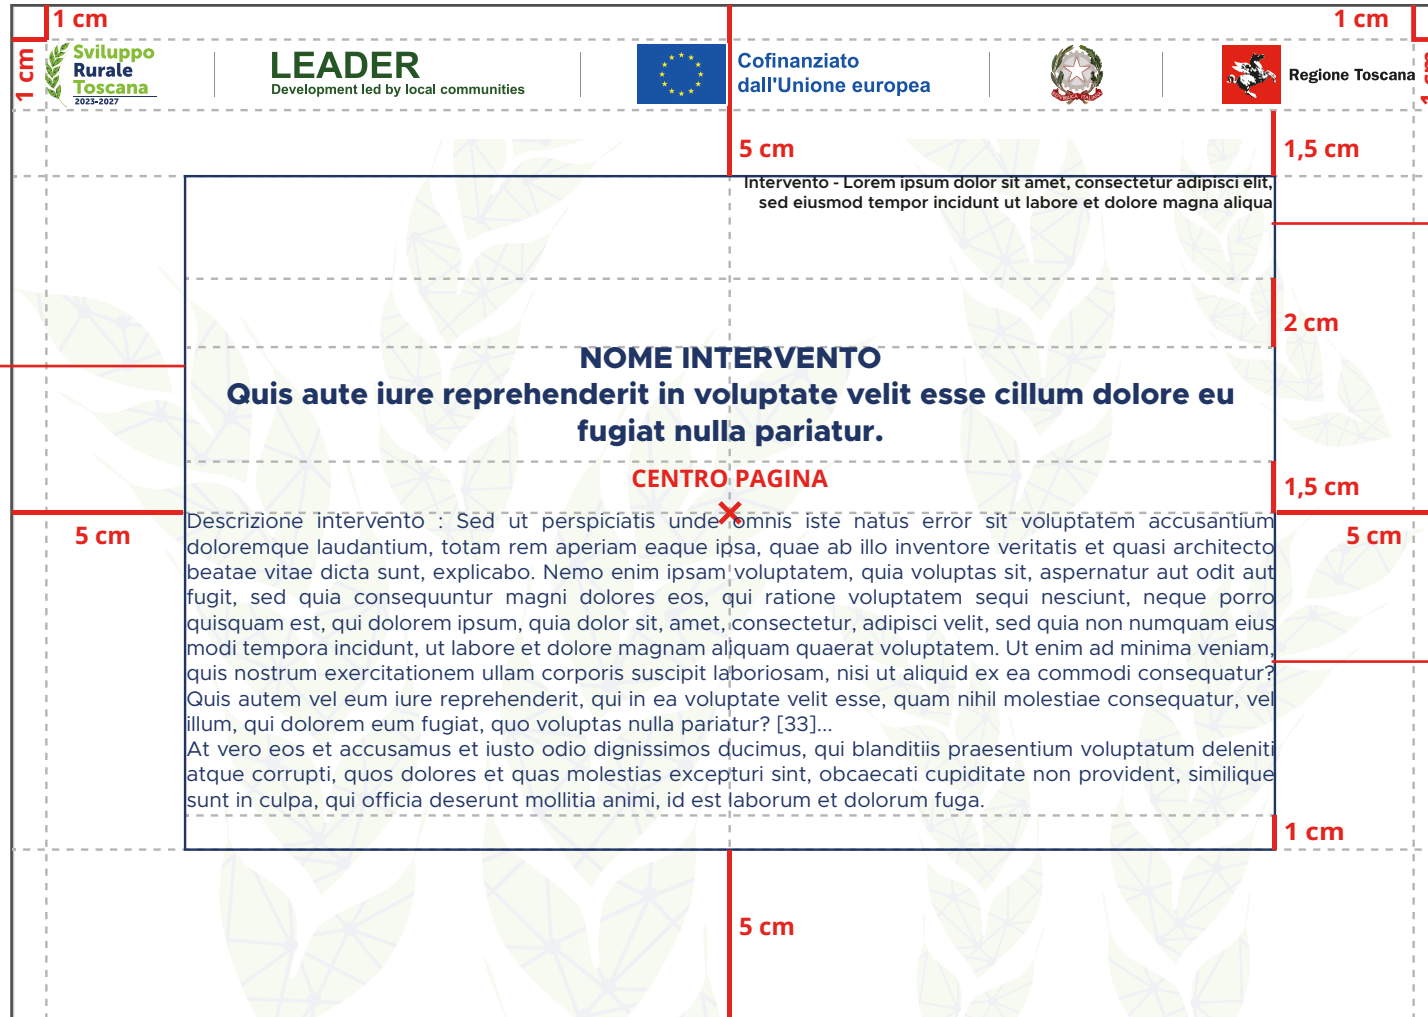 1 cm
1 cm
1 cm
Sviluppo
Rurale
Toscana
2023-2027
LEADER
Development led by local communities
Cofinanziato
dall'Unione europea
Regione Toscana
1 cm
5 cm
1,5 cm
Intervento - Lorem ipsum dolor sit amet, consectetur adipisci elit,
sed eiusmod tempor incidunt ut labore et dolore magna aliqua
2 cm
NOME INTERVENTO
Quis aute iure reprehenderit in voluptate velit esse cillum dolore eu
fugiat nulla pariatur.
CENTRO PAGINA
1,5 cm
5 cm
5 cm
Descrizione intervento : Sed ut perspiciatis unde omnis iste natus error sit voluptatem accusantium
doloremque laudantium, totam rem aperiam eaque ipsa, quae ab illo inventore veritatis et quasi architecto
beatae vitae dicta sunt, explicabo. Nemo enim ipsam voluptatem, quia voluptas sit, aspernatur aut odit aut
fugit, sed quia consequuntur magni dolores eos, qui ratione voluptatem sequi nesciunt, neque porro
quisquam est, qui dolorem ipsum, quia dolor sit, amet, consectetur, adipisci velit, sed quia non numquam eius
modi tempora incidunt, ut labore et dolore magnam aliquam quaerat voluptatem. Ut enim ad minima veniam,
quis nostrum exercitationem ullam corporis suscipit laboriosam, nisi ut aliquid ex ea commodi consequatur?
Quis autem vel eum iure reprehenderit, qui in ea voluptate velit esse, quam nihil molestiae consequatur, vel
illum, qui dolorem eum fugiat, quo voluptas nulla pariatur? [33]...
At vero eos et accusamus et iusto odio dignissimos ducimus, qui blanditiis praesentium voluptatum deleniti
atque corrupti, quos dolores et quas molestias excepturi sint, obcaecati cupiditate non provident, similique
sunt in culpa, qui officia deserunt mollitia animi, id est laborum et dolorum fuga.
1 cm
5 cm